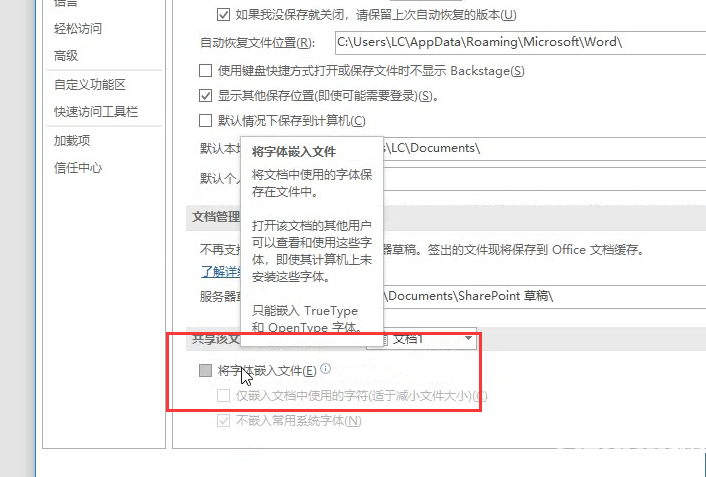 语言
轻松访问
高级
自定义功能区
快速访问工具栏
加载项
信任中心
如果我没保存就关闭，请保留上次自动恢复的版本(U)
自动恢复文件位置(R):
C:\Users\LC\AppData\Roaming\Microsoft\Word\
使用键盘快捷方式打开或保存文件时不显示 Backstage(S)
显示其他保存位置(即使可能需要登录)(S)。
默认情况下保存到计算机(C)
默认本地
s\LC\Documents\
默认个人
将字体嵌入文件
将文档中使用的字体保
存在文件中。
打开该文档的其他用户
可以查看和使用这些字
体，即使其计算机上未
安装这些字体。
只能嵌入 TrueType
和 OpenType 字体。
文档管理
不再支持
器草稿。签出的文件现将保存到 Office 文档缓存。
了解详细
服务器草
\Documents\SharePoint 草稿\
共享该文
文档1
将字体嵌入文件(E)
仅嵌入文档中使用的字符(适于减小文件大小)(C)
不嵌入常用系统字体(N)